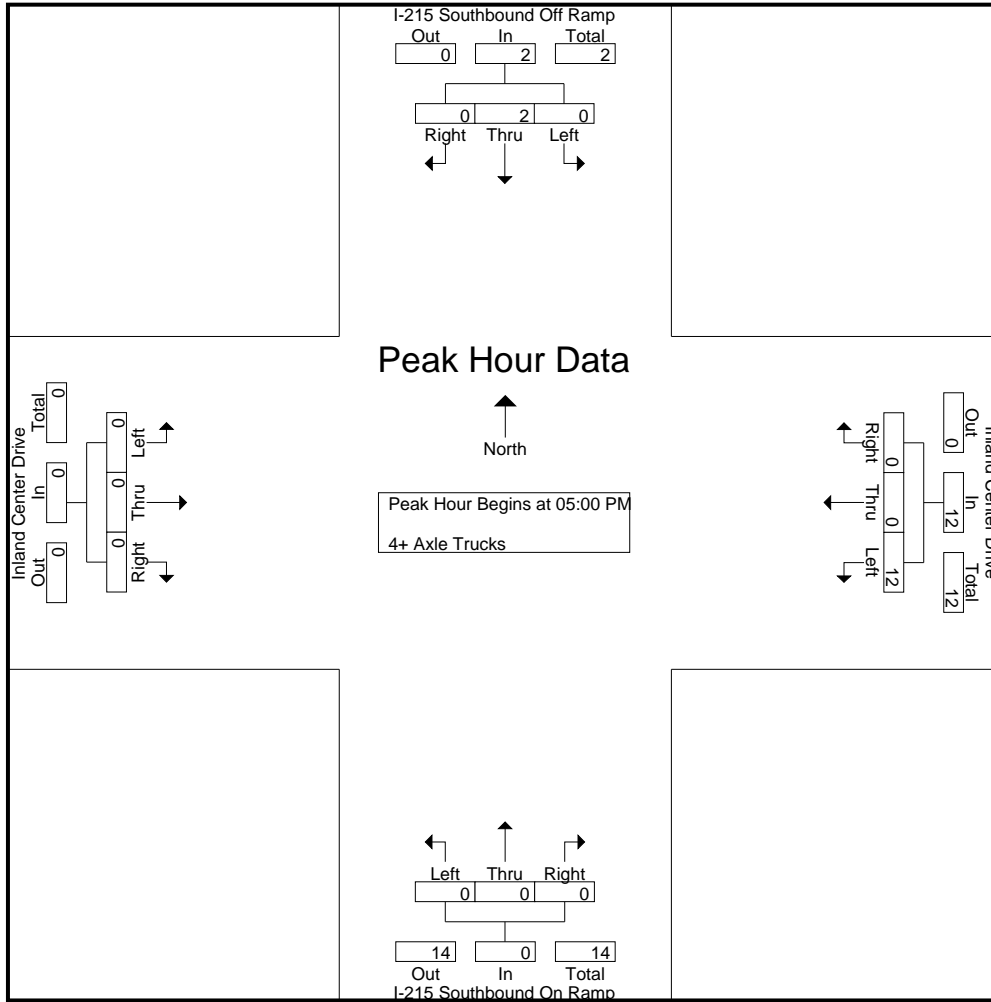 I-215 Southbound Off Ramp
Out In Total
0 2 2
0 2 0
Right Thru Left
Peak Hour Data
North
Peak Hour Begins at 05:00 PM
4+ Axle Trucks
Inland Center Drive
Total In Out
0 0 0
0 0 0
Left Thru Right
Inland Center Drive
Out In Total
0 12 12
0 0 12
Right Thru Left
Left Thru Right
0 0 0
14 0 14
Out In Total
I-215 Southbound On Ramp